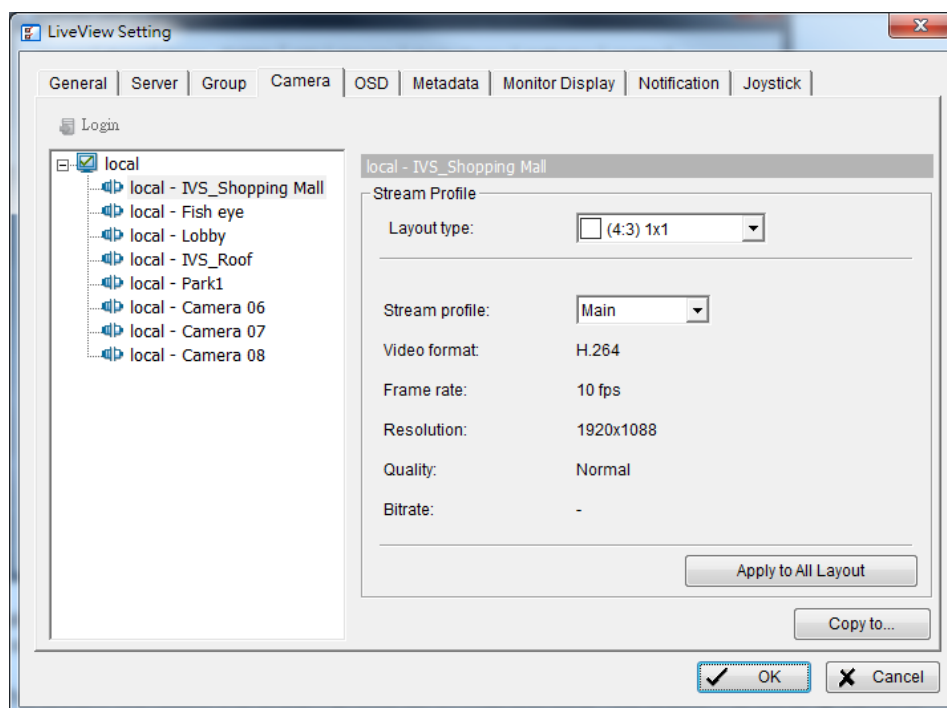 LiveView Setting
General Server Group Camera OSD Metadata Monitor Display Notification Joystick
Login
local
local - IVS_Shopping Mall
local - Fish eye
local - Lobby
local - IVS_Roof
local - Park1
local - Camera 06
local - Camera 07
local - Camera 08
local - IVS_Shopping Mall
Stream Profile
Layout type: (4:3) 1x1
Stream profile: Main
Video format: H.264
Frame rate: 10 fps
Resolution: 1920x1088
Quality: Normal
Bitrate: -
Apply to All Layout
Copy to...
OK Cancel